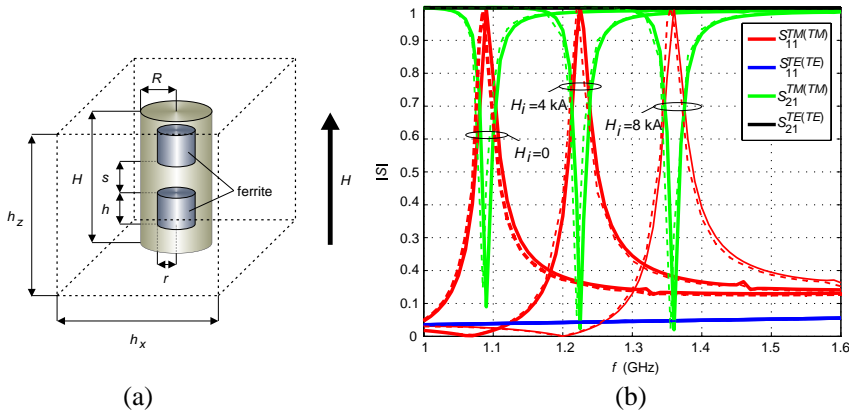 R
H
s
h
h_z
r
h_x
ferrite
H
(a)
|S|
1
0.9
0.8
0.7
0.6
0.5
0.4
0.3
0.2
0.1
0
H_i=0
H_i=4 kA
H_i=8 kA
S_11^TM(TM)
S_11^TE(TE)
S_21^TM(TM)
S_21^TE(TE)
1 1.1 1.2 1.3 1.4 1.5 1.6
f (GHz)
(b)